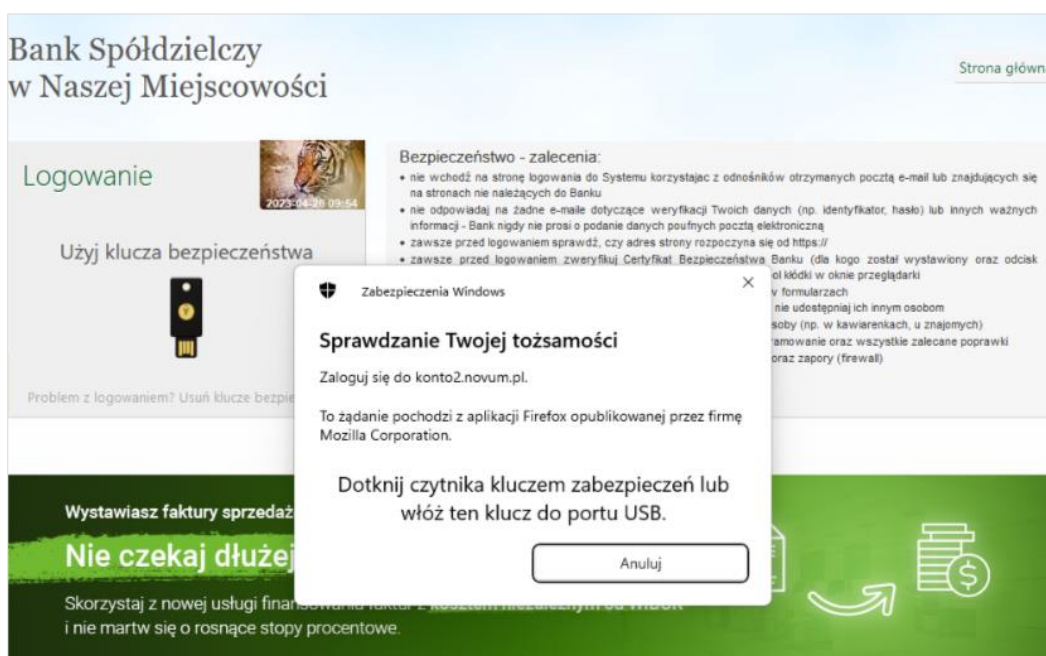 Bank Spółdzielczy
w Naszej Miejscowości
Strona główn
Logowanie
2023-04-26 09:54
Użyj klucza bezpieczeństwa
Problem z logowaniem? Usuń klucze bezpie
Bezpieczeństwo - zalecenia:
• nie wchodź na stronę logowania do Systemu korzystajac z odnośników otrzymanych pocztą e-mail lub znajdujących się
na stronach nie należących do Banku
• nie odpowiadaj na żadne e-maile dotyczące weryfikacji Twoich danych (np. identyfikator, hasło) lub innych ważnych
informacji - Bank nigdy nie prosi o podanie danych poufnych pocztą elektroniczną
• zawsze przed logowaniem sprawdź, czy adres strony rozpoczyna się od https://
• zawsze przed logowaniem zweryfikuj Certyfikat Bezpieczeństwa Banku (dla kogo został wystawiony oraz odcisk
ol kłódki w oknie przeglądarki
v formularzach
nie udostępniaj ich innym osobom
soby (np. w kawiarenkach, u znajomych)
ramowanie oraz wszystkie zalecane poprawki
oraz zapory (firewall)
Zabezpieczenia Windows
Sprawdzanie Twojej tożsamości
Zaloguj się do konto2.novum.pl.
To żądanie pochodzi z aplikacji Firefox opublikowanej przez firmę
Mozilla Corporation.
Dotknij czytnika kluczem zabezpieczeń lub
włóż ten klucz do portu USB.
Anuluj
Wystawiasz faktury sprzedaż
Nie czekaj dłużej
Skorzystaj z nowej usługi finansowania faktur z kosztem niezależnym od WIBOR
i nie martw się o rosnące stopy procentowe.